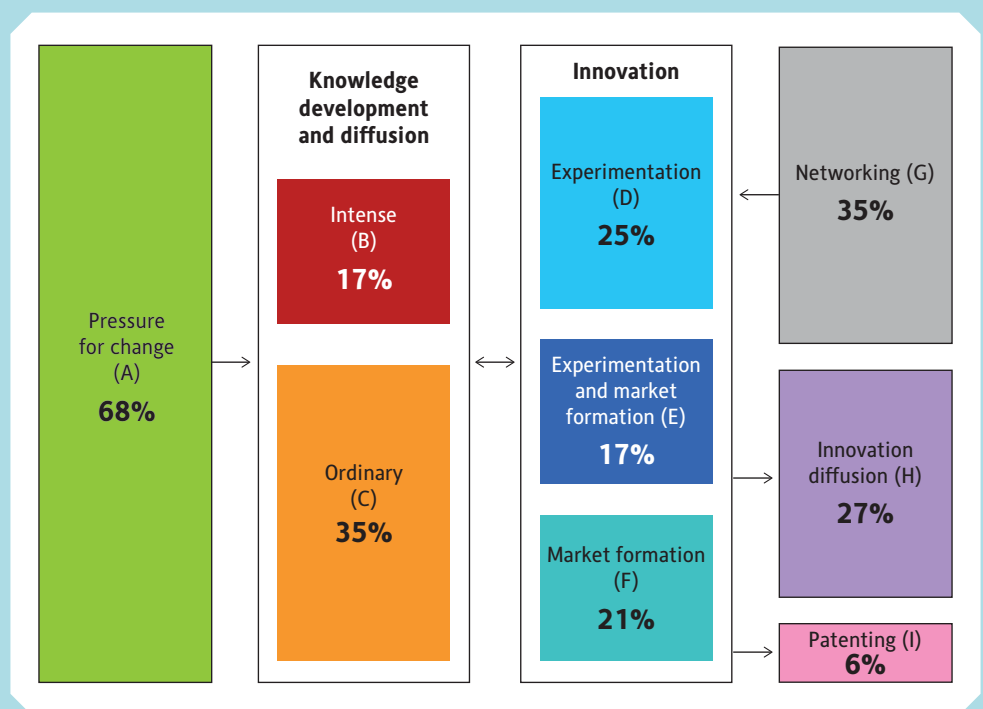 Pressure
for change
(A)
68%
Knowledge
development
and diffusion
Intense
(B)
17%
Ordinary
(C)
35%
Innovation
Experimentation
(D)
25%
Experimentation
and market
formation (E)
17%
Market formation
(F)
21%
Networking (G)
35%
Innovation
diffusion (H)
27%
Patenting (I)
6%